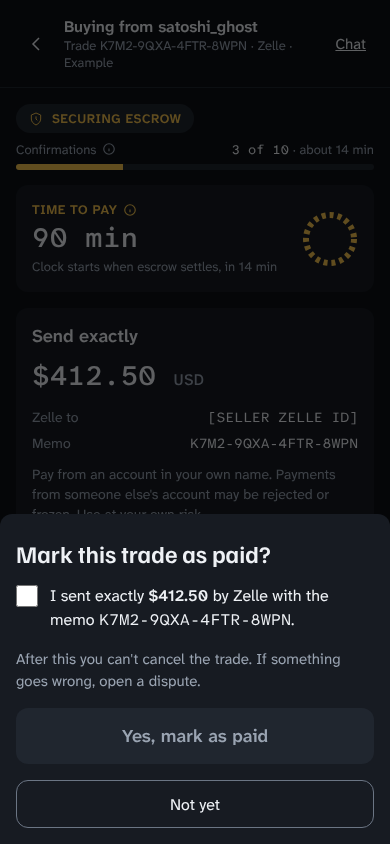 Buying from satoshi_ghost
Trade K7M2-9QXA-4FTR-8WPN · Zelle ·
Example
Chat
SECURING ESCROW
Confirmations
3 of 10 · about 14 min
TIME TO PAY
90 min
Clock starts when escrow settles, in 14 min
Send exactly
$412.50 USD
Zelle to
[SELLER ZELLE ID]
Memo
K7M2-9QXA-4FTR-8WPN
Pay from an account in your own name. Payments
from someone else's account may be rejected or
frozen. Use at your own risk.
Mark this trade as paid?
I sent exactly $412.50 by Zelle with the
memo K7M2-9QXA-4FTR-8WPN.
After this you can't cancel the trade. If something
goes wrong, open a dispute.
Yes, mark as paid
Not yet